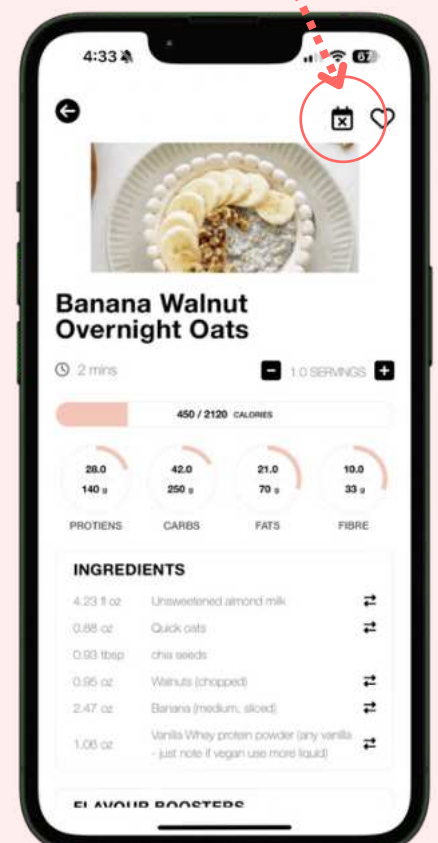 4:33
67
Banana Walnut
Overnight Oats
2 mins
1.0 SERVINGS
450 / 2120 CALORIES
28.0
140 g
PROTIENS
42.0
250 g
CARBS
21.0
70 g
FATS
10.0
33 g
FIBRE
INGREDIENTS
4.23 fl oz Unsweetened almond milk
0.88 oz Quick oats
0.93 tbsp chia seeds
0.95 oz Walnuts (chopped)
2.47 oz Banana (medium, sliced)
1.06 oz Vanilla Whey protein powder (any vanilla
- just note if vegan use more liquid)
FLAVOUR BOOSTERS